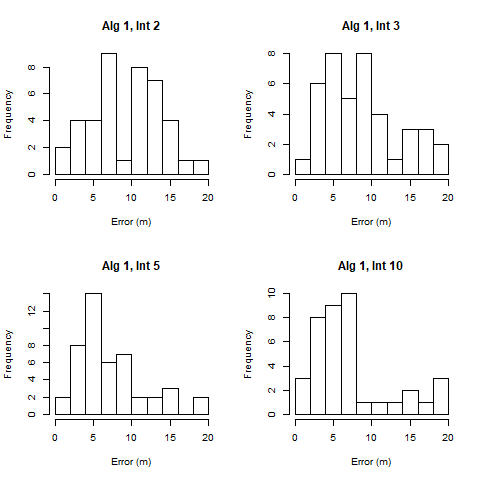 Alg 1, Int 2
Frequency
0 2 4 6 8
0 5 10 15 20
Error (m)
Alg 1, Int 3
Frequency
0 2 4 6 8
0 5 10 15 20
Error (m)
Alg 1, Int 5
Frequency
0 2 4 6 8 12
0 5 10 15 20
Error (m)
Alg 1, Int 10
Frequency
0 2 4 6 8 10
0 5 10 15 20
Error (m)